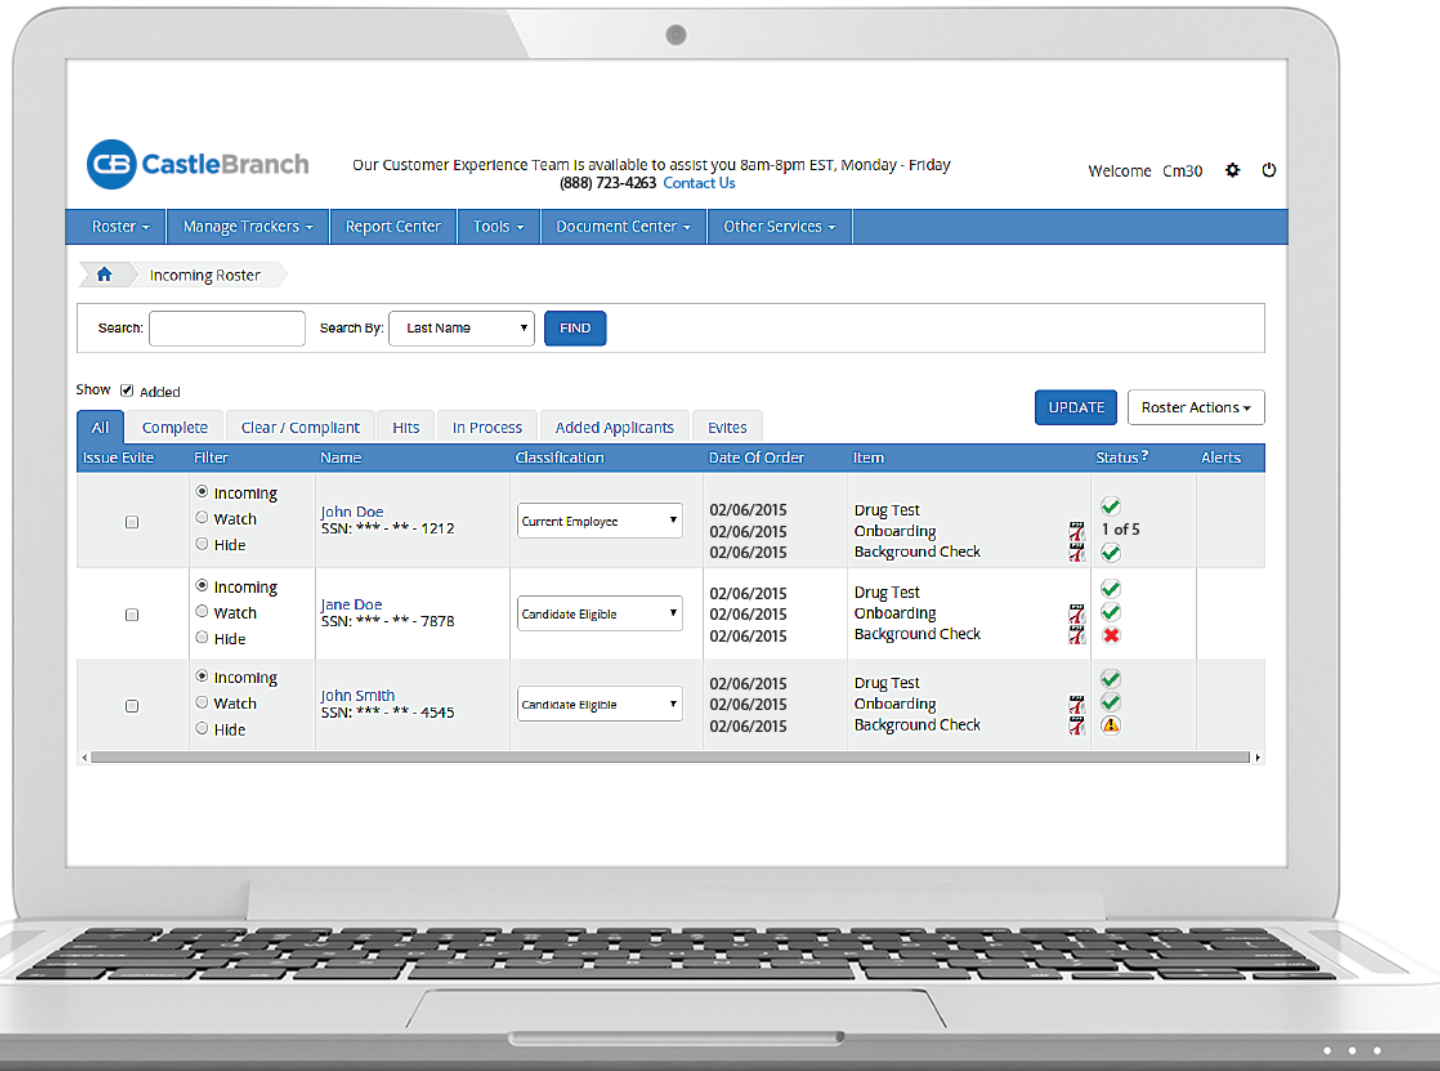 CB CastleBranch
Our Customer Experience Team is available to assist you 8am-8pm EST, Monday - Friday
(888) 723-4263 Contact Us
Welcome Cm30
Roster Manage Trackers Report Center Tools Document Center Other Services
Incoming Roster
Search: Search By: Last Name FIND
Show Added
UPDATE Roster Actions
All Complete Clear / Compliant Hits In Process Added Applicants Evites
Issue Evite Filter Name Classification Date Of Order Item Status ? Alerts
Incoming
Watch
Hide
John Doe
SSN: *** - ** - 1212
Current Employee
02/06/2015 Drug Test
02/06/2015 Onboarding 1 of 5
02/06/2015 Background Check
Incoming
Watch
Hide
Jane Doe
SSN: *** - ** - 7878
Candidate Eligible
02/06/2015 Drug Test
02/06/2015 Onboarding
02/06/2015 Background Check
Incoming
Watch
Hide
John Smith
SSN: *** - ** - 4545
Candidate Eligible
02/06/2015 Drug Test
02/06/2015 Onboarding
02/06/2015 Background Check